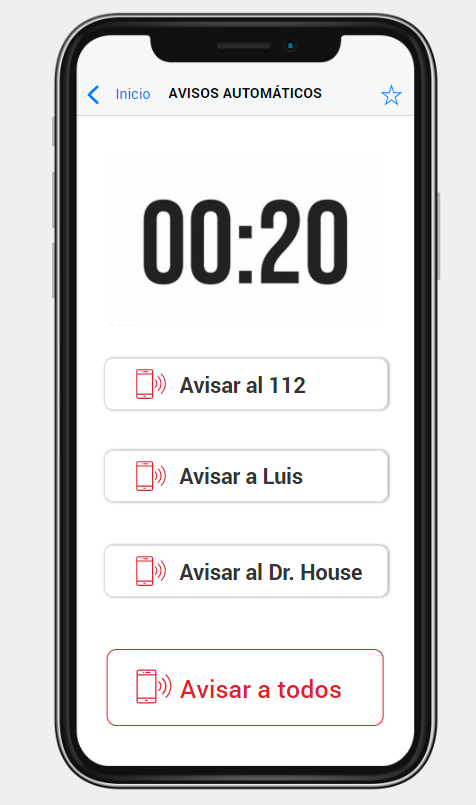 Inicio AVISOS AUTOMÁTICOS
00:20
Avisar al 112
Avisar a Luis
Avisar al Dr. House
Avisar a todos